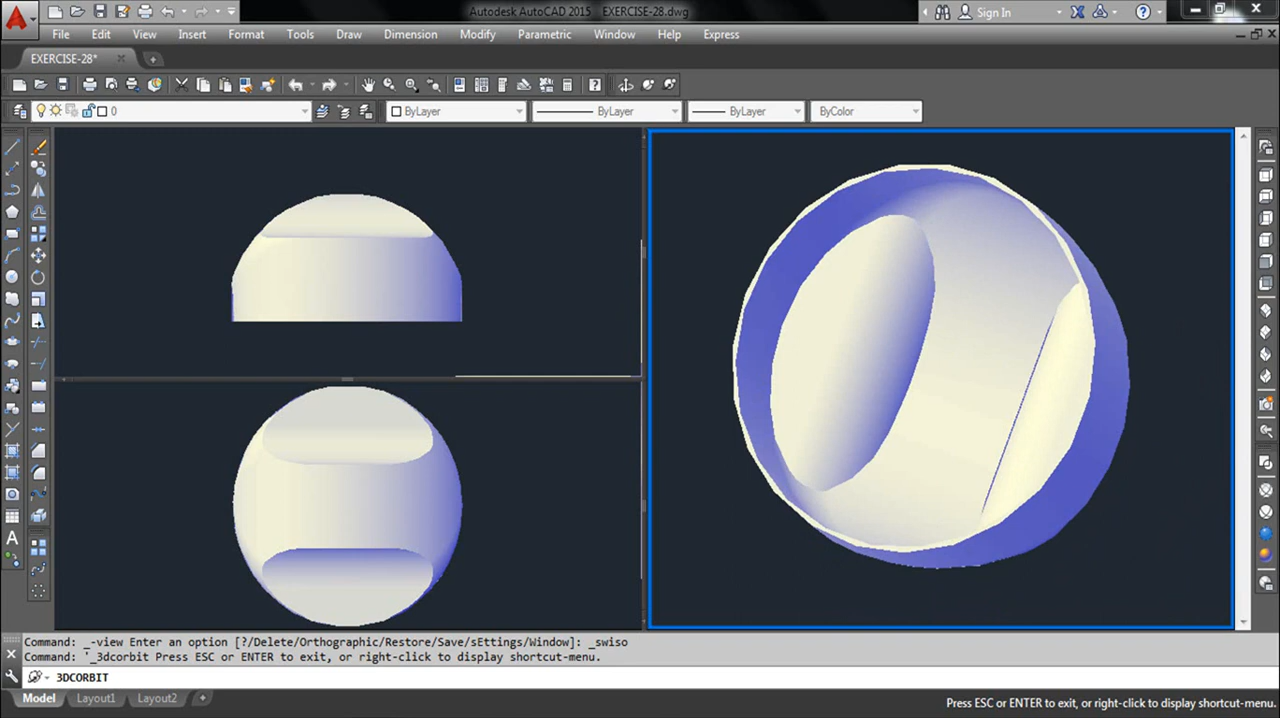 Autodesk AutoCAD 2015 EXERCISE-28.dwg
Sign In
File Edit View Insert Format Tools Draw Dimension Modify Parametric Window Help Express
EXERCISE-28*
0 ByLayer ByLayer ByLayer ByColor
Command: _-view Enter an option [?/Delete/Orthographic/Restore/Save/sEttings/Window]: _swiso
Command: '_3dcorbit Press ESC or ENTER to exit, or right-click to display shortcut-menu.
3DCORBIT
Model Layout1 Layout2
Press ESC or ENTER to exit, or right-click to display shortcut-menu.